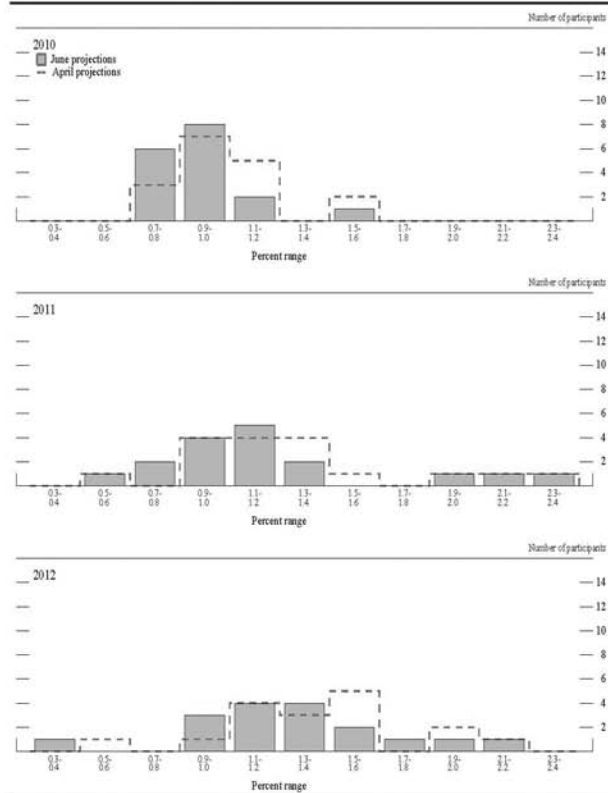 Number of participants
2010
June projections
April projections
14
12
10
8
6
4
2
0.3- 0.5- 0.7- 0.9- 1.1- 1.3- 1.5- 1.7- 1.9- 2.1- 2.3-
0.4 0.6 0.8 1.0 1.2 1.4 1.6 1.8 2.0 2.2 2.4
Percent range
Number of participants
2011
14
12
10
8
6
4
2
0.3- 0.5- 0.7- 0.9- 1.1- 1.3- 1.5- 1.7- 1.9- 2.1- 2.3-
0.4 0.6 0.8 1.0 1.2 1.4 1.6 1.8 2.0 2.2 2.4
Percent range
Number of participants
2012
14
12
10
8
6
4
2
0.3- 0.5- 0.7- 0.9- 1.1- 1.3- 1.5- 1.7- 1.9- 2.1- 2.3-
0.4 0.6 0.8 1.0 1.2 1.4 1.6 1.8 2.0 2.2 2.4
Percent range